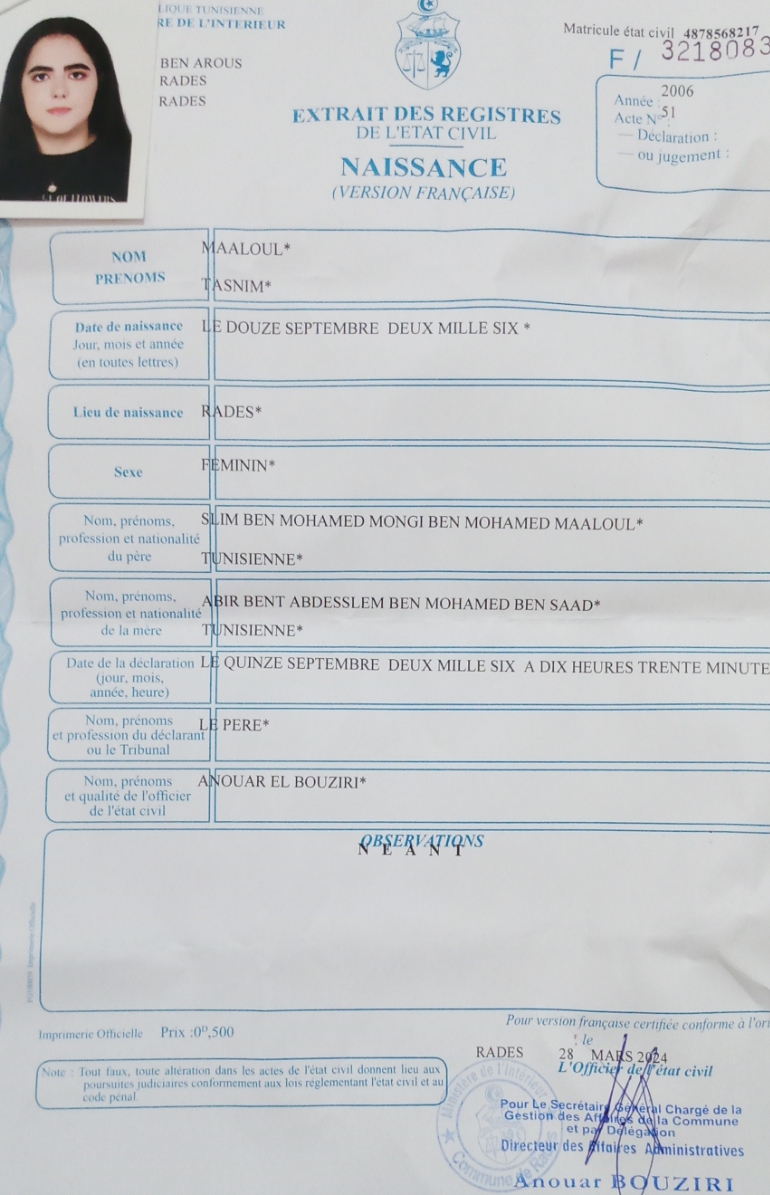 LIQUE TUNISIENNE
RE DE L'INTERIEUR
BEN AROUS
RADES
RADES
Matricule état civil 4878568217
F / 3218083
EXTRAIT DES REGISTRES
DE L'ETAT CIVIL
NAISSANCE
(VERSION FRANÇAISE)
Année : 2006
Acte N° 51
— Déclaration :
— ou jugement :
NOM MAALOUL*
PRENOMS TASNIM*
Date de naissance LE DOUZE SEPTEMBRE DEUX MILLE SIX *
Jour, mois et année
(en toutes lettres)
Lieu de naissance RADES*
Sexe FEMININ*
Nom, prénoms, SLIM BEN MOHAMED MONGI BEN MOHAMED MAALOUL*
profession et nationalité
du père TUNISIENNE*
Nom, prénoms, ABIR BENT ABDESSLEM BEN MOHAMED BEN SAAD*
profession et nationalité
de la mère TUNISIENNE*
Date de la déclaration LE QUINZE SEPTEMBRE DEUX MILLE SIX A DIX HEURES TRENTE MINUTE
(jour, mois,
année, heure)
Nom, prénoms LE PERE*
et profession du déclarant
ou le Tribunal
Nom, prénoms ANOUAR EL BOUZIRI*
et qualité de l'officier
de l'état civil
OBSERVATIONS
N E A N T
Imprimerie Officielle Prix :0ᴰ,500
Pour version française certifiée conforme à l'ori
le
RADES 28 MARS 2024
L'Officier de l'état civil
Note : Tout faux, toute altération dans les actes de l'état civil donnent lieu aux
poursuites judiciaires conformement aux lois réglementant l'état civil et au
code pénal.
Ministère de l'Intérieur
Commune de Rades
Pour Le Secrétaire Général Chargé de la
Gestion des Affaires de la Commune
et par Délégation
Directeur des Affaires Administratives
Anouar BOUZIRI